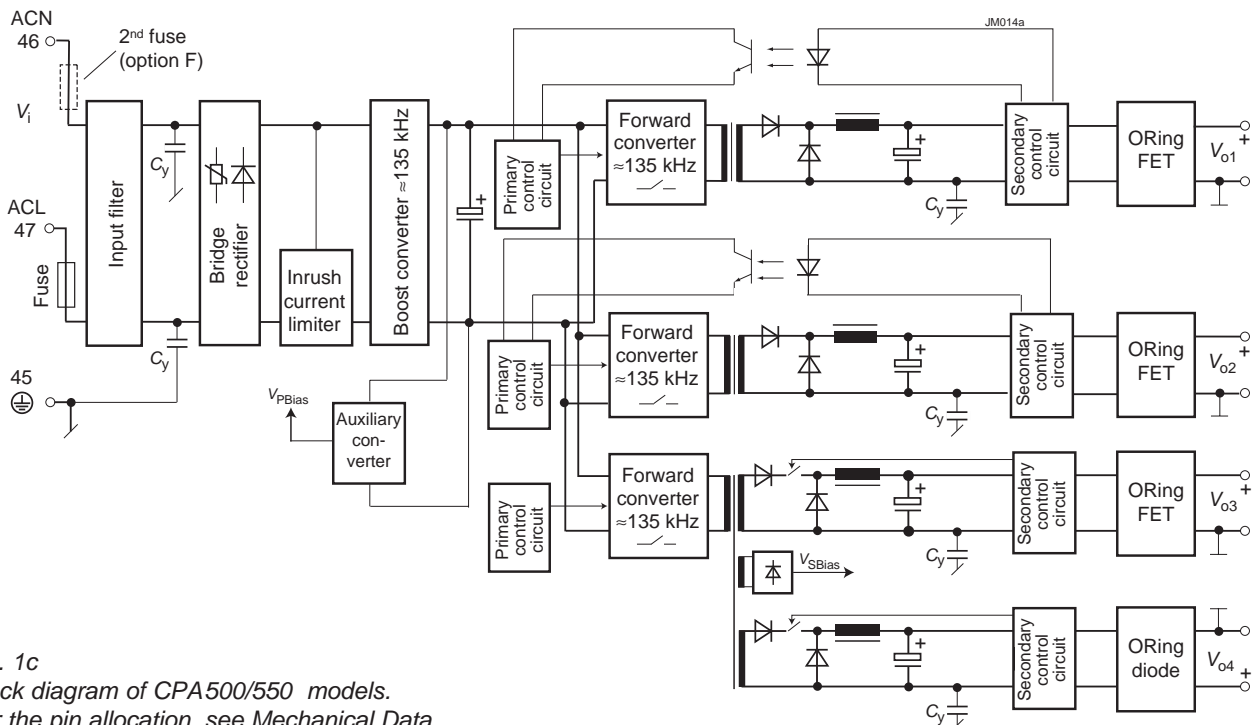 ACN
46
2nd fuse
(option F)
Vi
ACL
47
Fuse
45
Input filter
Cy
Cy
Bridge
rectifier
Inrush
current
limiter
Boost converter ≈135 kHz
+
VPBias
Auxiliary
con-
verter
JM014a
Primary
control
circuit
Forward
converter
≈135 kHz
+
Cy
Secondary
control
circuit
ORing
FET
+
Vo1
Primary
control
circuit
Forward
converter
≈135 kHz
+
Cy
Secondary
control
circuit
ORing
FET
+
Vo2
Primary
control
circuit
Forward
converter
≈135 kHz
+
Cy
Secondary
control
circuit
ORing
FET
Vo3
+
VSBias
+
Cy
Secondary
control
circuit
ORing
diode
Vo4
+
. 1c
ck diagram of CPA500/550 models.
r the pin allocation, see Mechanical Data